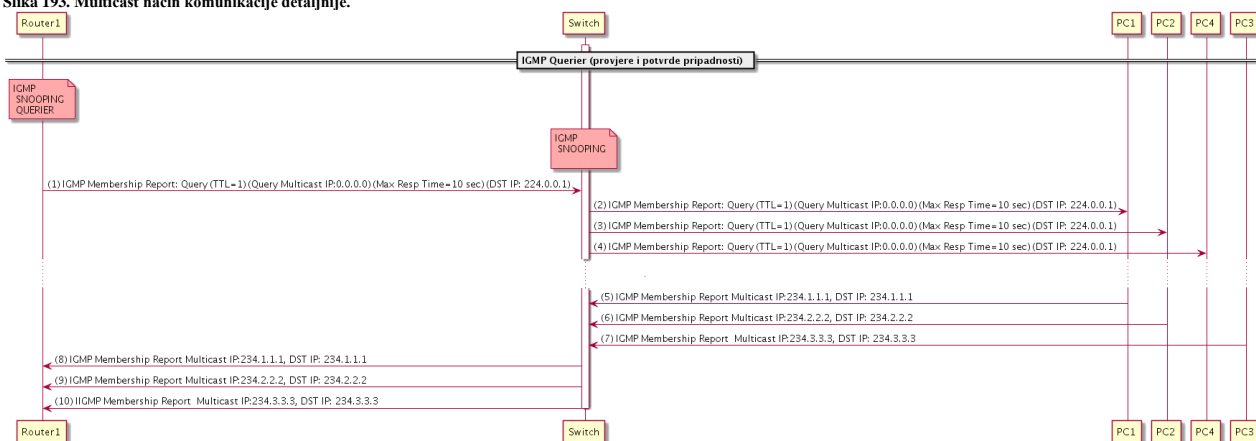 Slika 193. Multicast način komunikacije detaljnije.
Router1 Switch PC1 PC2 PC4 PC3
IGMP Querier (provjere i potvrde pripadnosti)
IGMP
SNOOPING
QUERIER
IGMP
SNOOPING
(1) IGMP Membership Report: Query (TTL=1) (Query Multicast IP:0.0.0.0) (Max Resp Time=10 sec) (DST IP: 224.0.0.1)
(2) IGMP Membership Report: Query (TTL=1) (Query Multicast IP:0.0.0.0) (Max Resp Time=10 sec) (DST IP: 224.0.0.1)
(3) IGMP Membership Report: Query (TTL=1) (Query Multicast IP:0.0.0.0) (Max Resp Time=10 sec) (DST IP: 224.0.0.1)
(4) IGMP Membership Report: Query (TTL=1) (Query Multicast IP:0.0.0.0) (Max Resp Time=10 sec) (DST IP: 224.0.0.1)
(5) IGMP Membership Report Multicast IP:234.1.1.1, DST IP: 234.1.1.1
(6) IGMP Membership Report Multicast IP:234.2.2.2, DST IP: 234.2.2.2
(7) IGMP Membership Report Multicast IP:234.3.3.3, DST IP: 234.3.3.3
(8) IGMP Membership Report Multicast IP:234.1.1.1, DST IP: 234.1.1.1
(9) IGMP Membership Report Multicast IP:234.2.2.2, DST IP: 234.2.2.2
(10) IIGMP Membership Report Multicast IP:234.3.3.3, DST IP: 234.3.3.3
Router1 Switch PC1 PC2 PC4 PC3